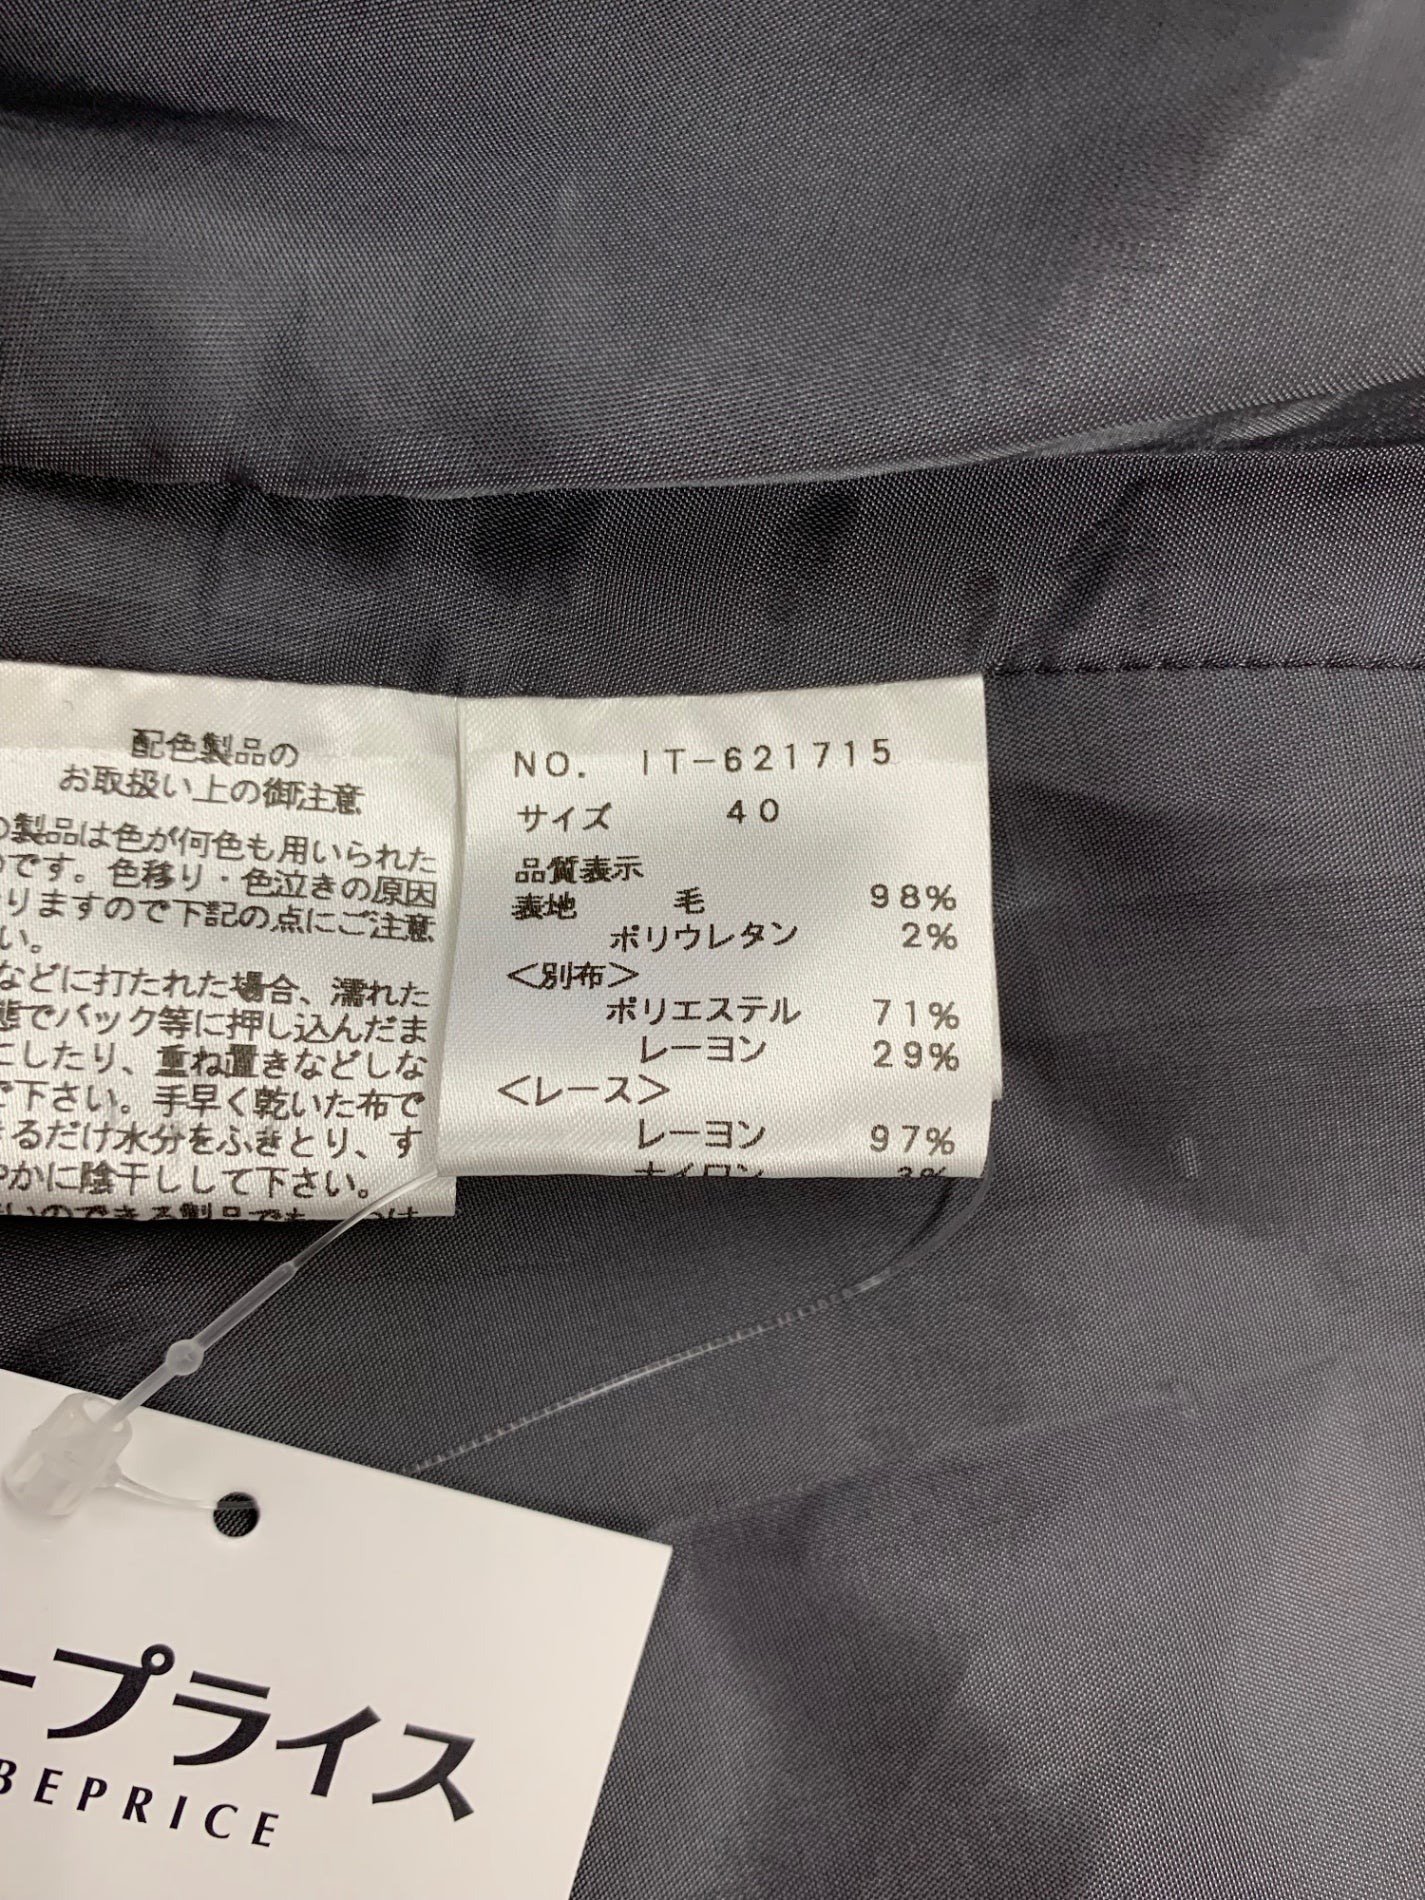 配色製品の
お取扱い上の御注意
の製品は色が何色も用いられた
のです。色移り・色泣きの原因
なりますので下記の点にご注意
い。
などに打たれた場合、濡れた
態でバック等に押し込んだま
にしたり、重ね置きなどしな
で下さい。手早く乾いた布で
きるだけ水分をふきとり、す
やかに陰干しして下さい。
NO. IT-621715
サイズ 40
品質表示
表地 毛 98%
ポリウレタン 2%
<別布>
ポリエステル 71%
レーヨン 29%
<レース>
レーヨン 97%
ナイロン 3%
ープライス
BEPRICE